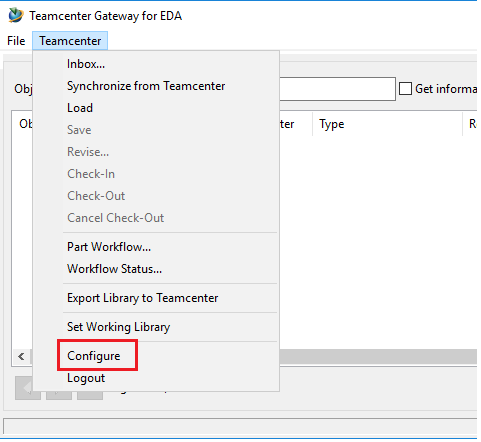 Teamcenter Gateway for EDA
File Teamcenter
Inbox...
Synchronize from Teamcenter
Load
Save
Revise...
Check-In
Check-Out
Cancel Check-Out
Part Workflow...
Workflow Status...
Export Library to Teamcenter
Set Working Library
Configure
Logout
Obj Get informa
Ob ter Type R